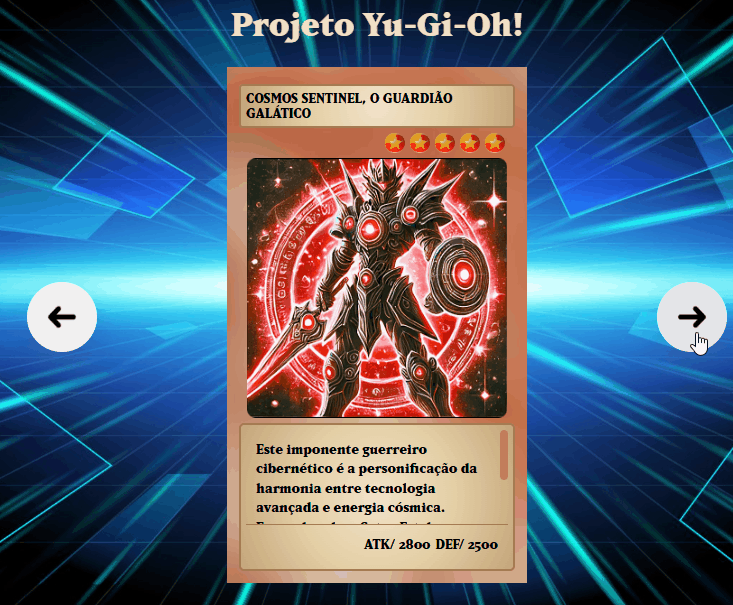 Projeto Yu-Gi-Oh!
COSMOS SENTINEL, O GUARDIÃO
GALÁTICO
Este imponente guerreiro
cibernético é a personificação da
harmonia entre tecnologia
avançada e energia cósmica.
ATK/ 2800 DEF/ 2500